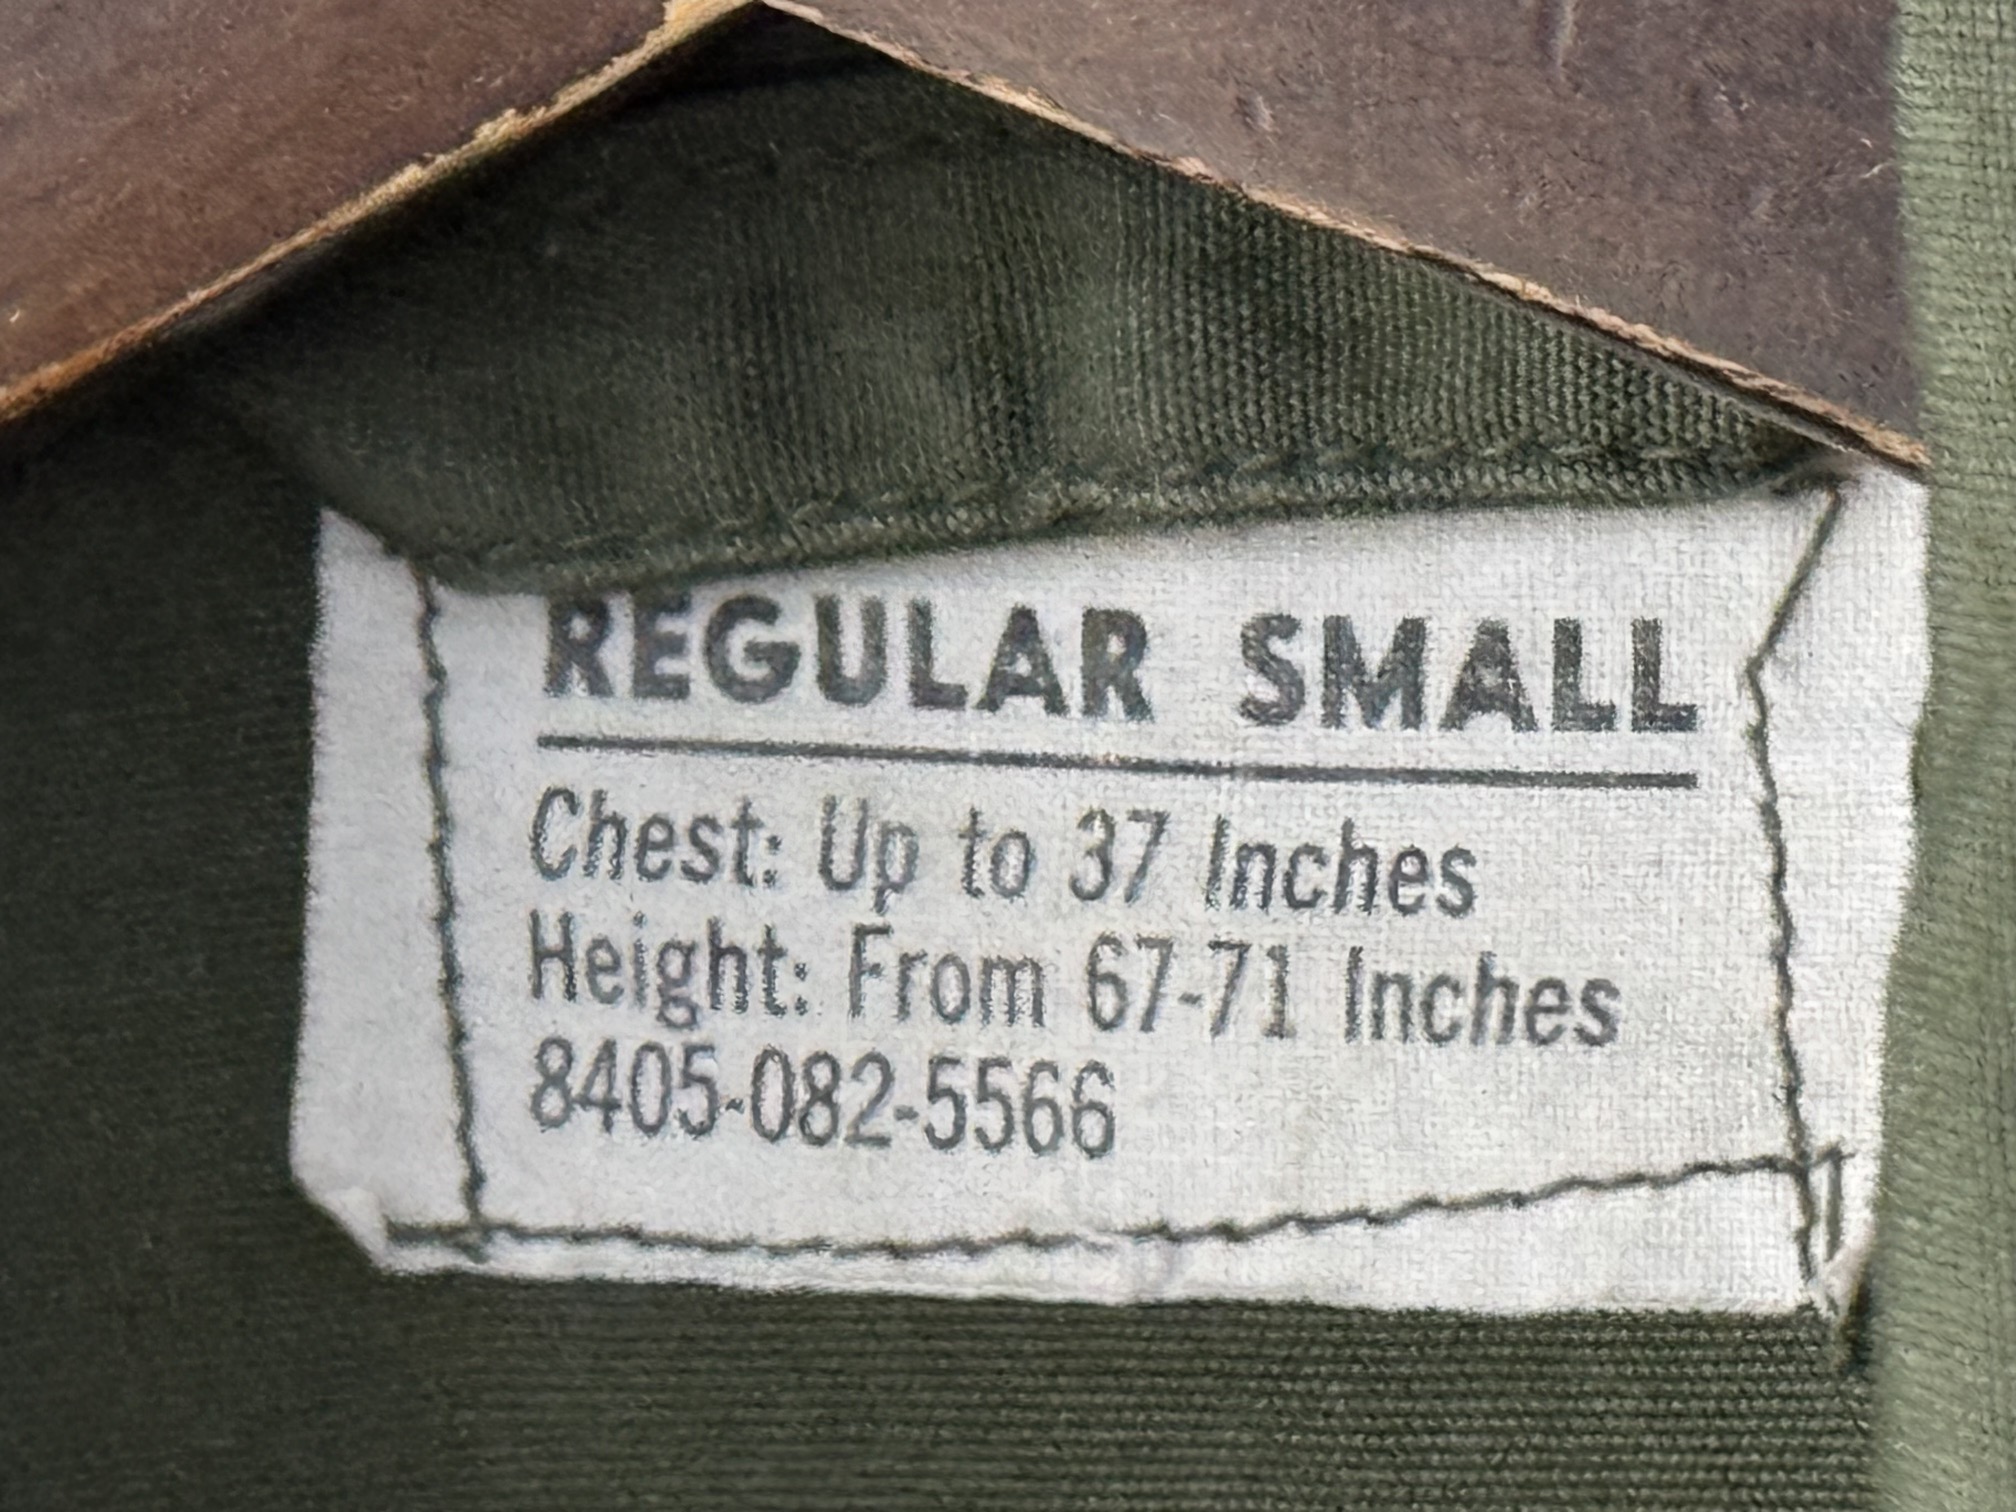 REGULAR SMALL
Chest: Up to 37 Inches
Height: From 67-71 Inches
8405-082-5566